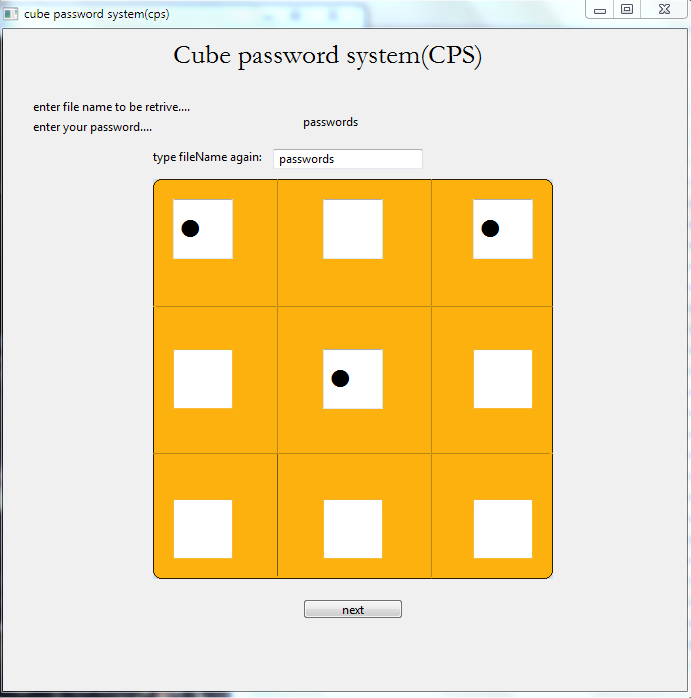 cube password system(cps)
Cube password system(CPS)
enter file name to be retrive....
enter your password....
passwords
type fileName again:
passwords
next